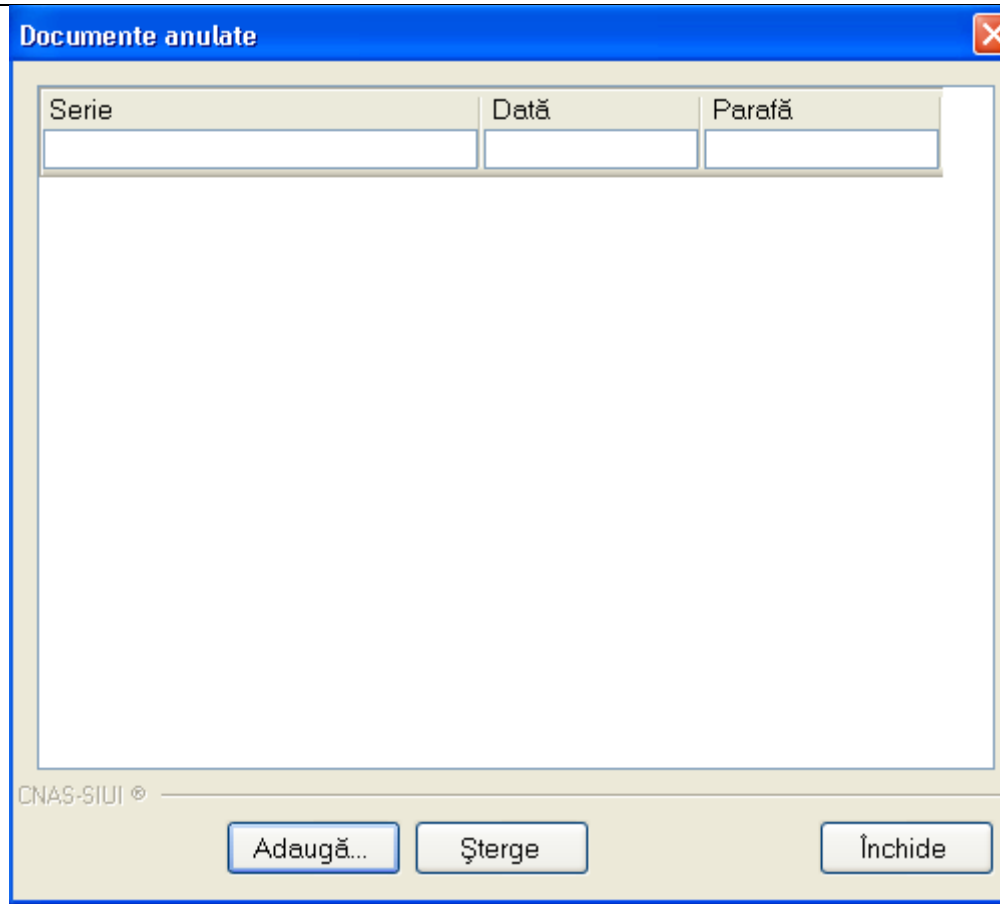 Documente anulate
Serie Dată Parafă
CNAS-SIUI ®
Adaugă... Şterge Închide